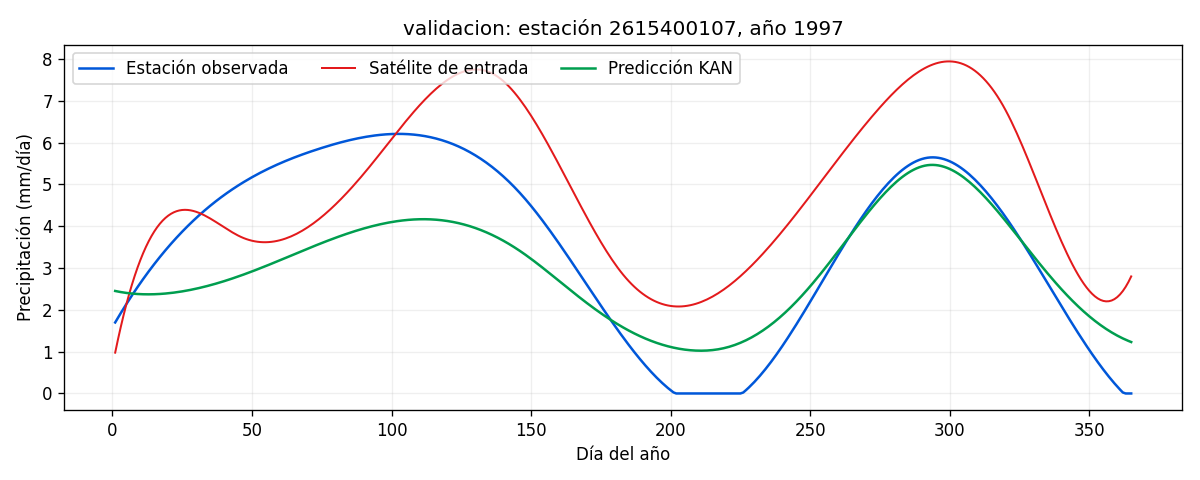 validacion: estación 2615400107, año 1997
Estación observada
Satélite de entrada
Predicción KAN
Precipitación (mm/día)
8
7
6
5
4
3
2
1
0
0 50 100 150 200 250 300 350
Día del año